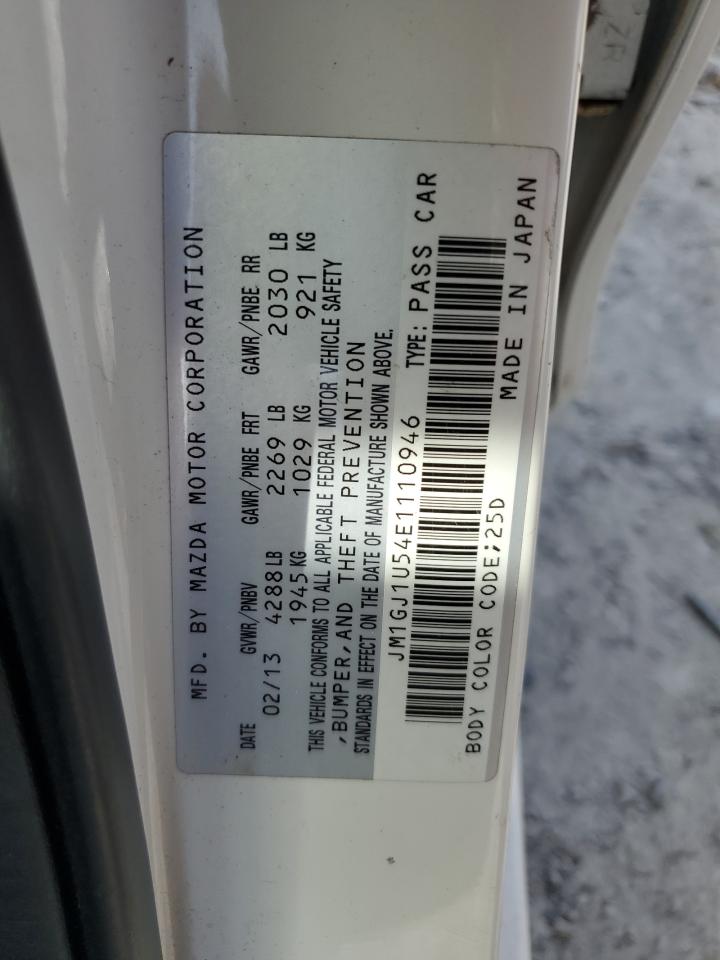 MFD. BY MAZDA MOTOR CORPORATION
DATE GVWR/PNBV GAWR/PNBE FRT GAWR/PNBE RR
02/13 4288LB 2269 LB 2030 LB
1945KG 1029 KG 921 KG
THIS VEHICLE CONFORMS TO ALL APPLICABLE FEDERAL MOTOR VEHICLE SAFETY
,BUMPER,AND THEFT PREVENTION
STANDARDS IN EFFECT ON THE DATE OF MANUFACTURE SHOWN ABOVE.
JM1GJ1U54E1110946 TYPE: PASS CAR
BODY COLOR CODE;25D MADE IN JAPAN
ZR